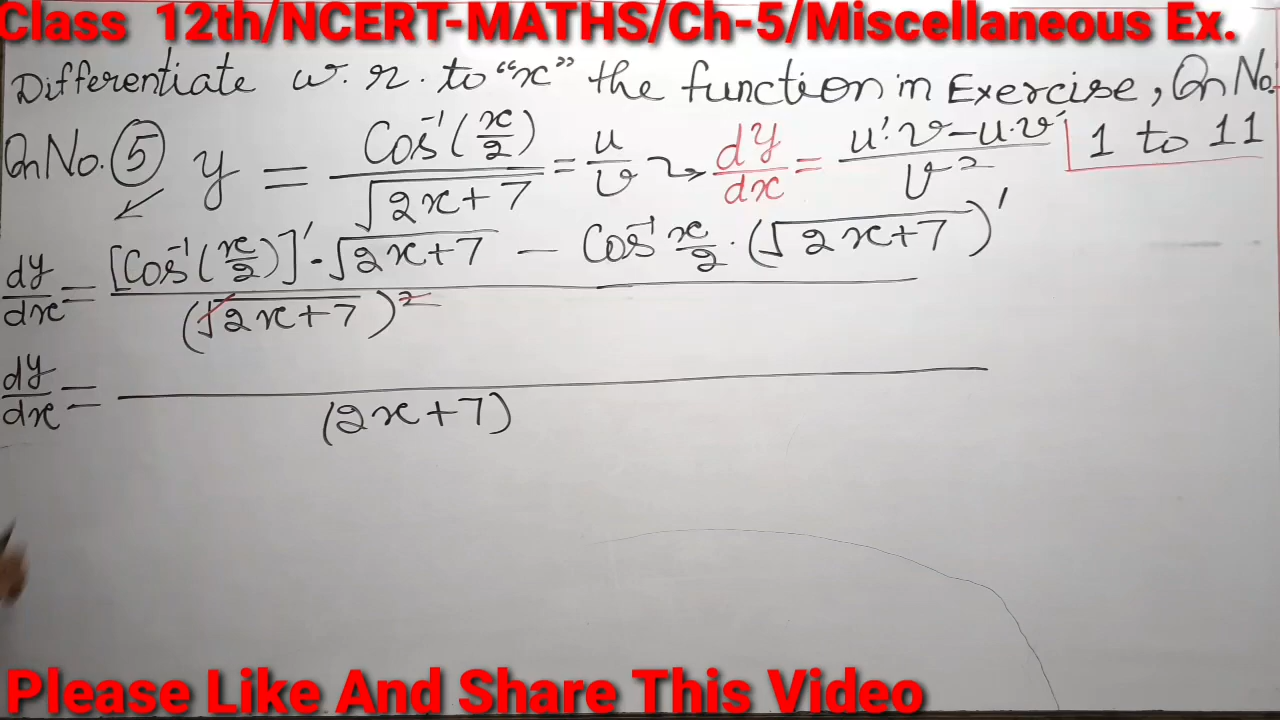 Class 12th/NCERT-MATHS/Ch-5/Miscellaneous Ex.
Differentiate w.r. to "x" the function in Exercise, Qn No.
1 to 11
Qn No. 5 y = Cos⁻¹(x/2) / √(2x+7) = u/v → dy/dx = (u'·v - u·v') / v²
dy/dx = ([Cos⁻¹(x/2)]' · √(2x+7) - Cos⁻¹ x/2 · (√(2x+7))') / (√(2x+7))²
dy/dx = / (2x+7)
Please Like And Share This Video